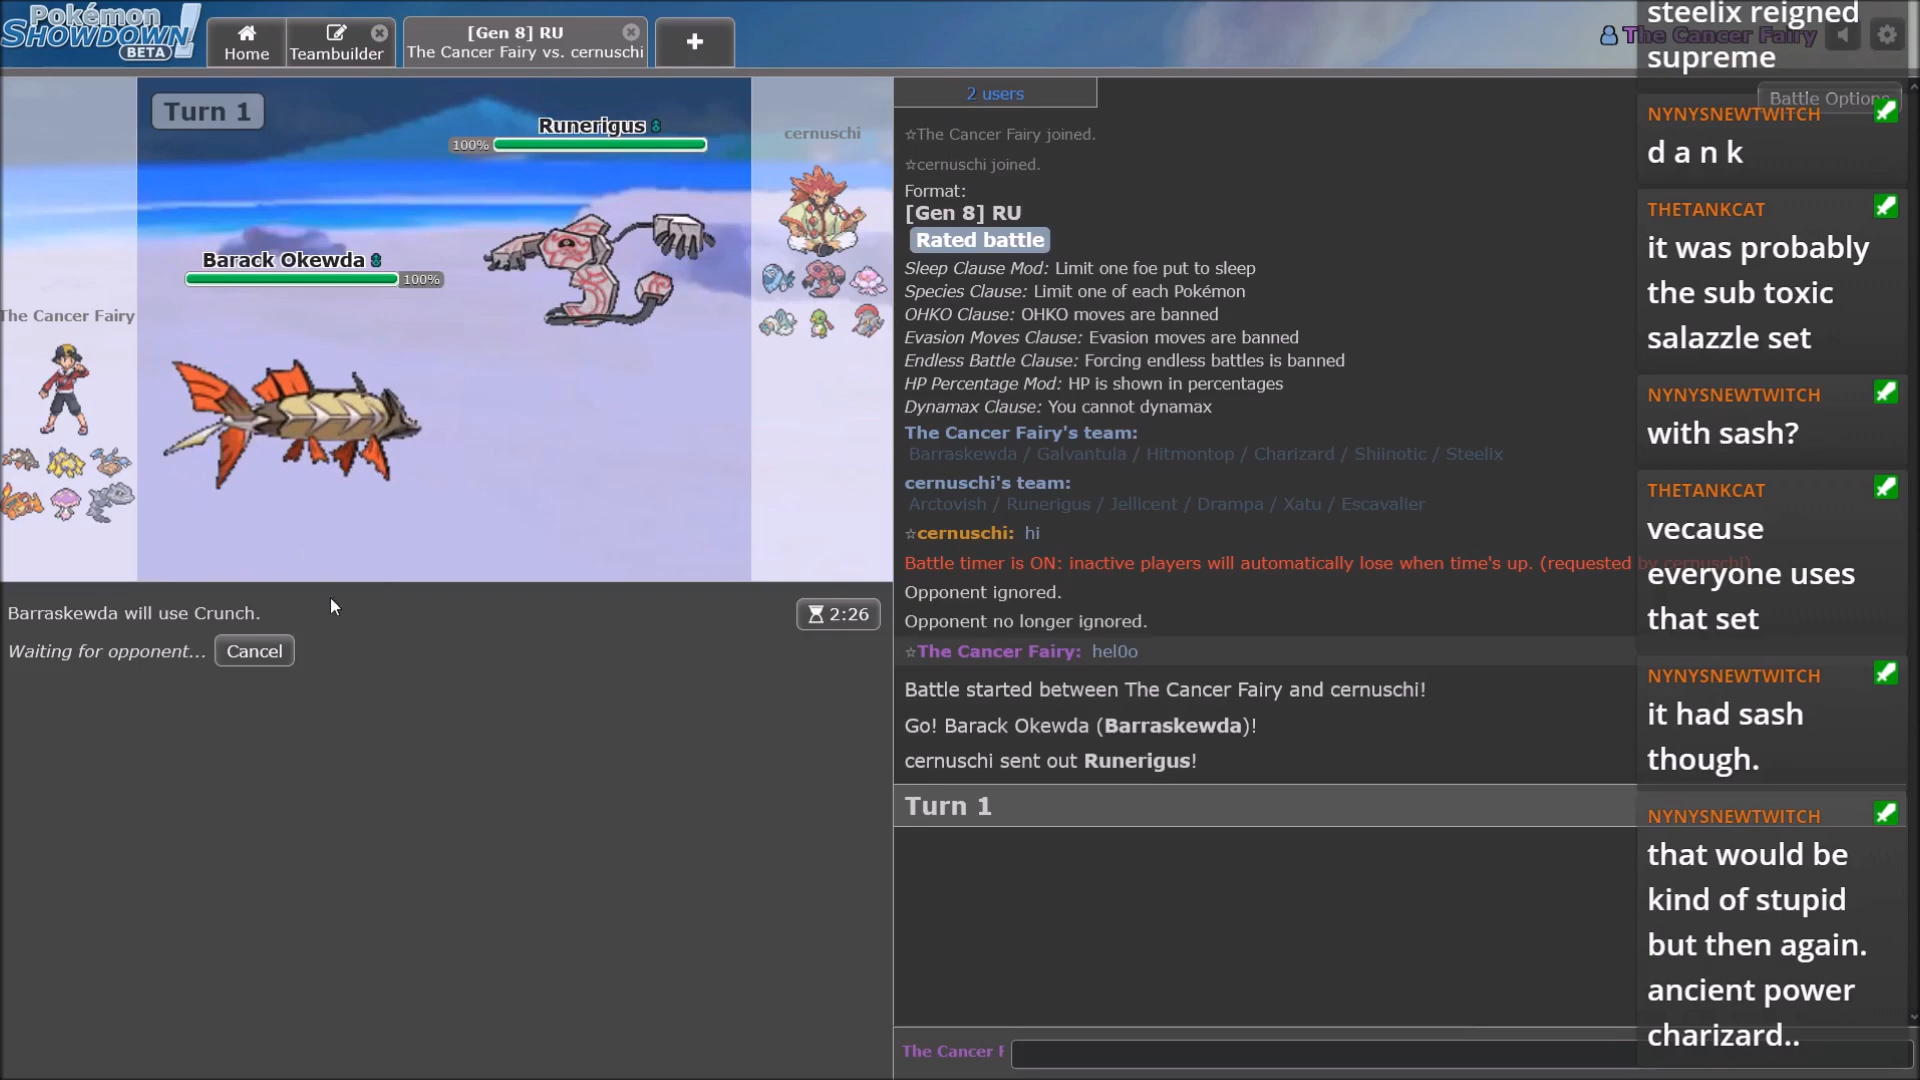 Pokémon
SHOWDOWN!
BETA
Home
Teambuilder
[Gen 8] RU
The Cancer Fairy vs. cernuschi
The Cancer Fairy
Turn 1
Runerigus
100%
Barack Okewda
100%
The Cancer Fairy
cernuschi
Barraskewda will use Crunch.
2:26
Waiting for opponent... Cancel
2 users
Battle Options
☆The Cancer Fairy joined.
☆cernuschi joined.
Format:
[Gen 8] RU
Rated battle
Sleep Clause Mod: Limit one foe put to sleep
Species Clause: Limit one of each Pokémon
OHKO Clause: OHKO moves are banned
Evasion Moves Clause: Evasion moves are banned
Endless Battle Clause: Forcing endless battles is banned
HP Percentage Mod: HP is shown in percentages
Dynamax Clause: You cannot dynamax
The Cancer Fairy's team:
Barraskewda / Galvantula / Hitmontop / Charizard / Shiinotic / Steelix
cernuschi's team:
Arctovish / Runerigus / Jellicent / Drampa / Xatu / Escavalier
☆cernuschi: hi
Battle timer is ON: inactive players will automatically lose when time's up. (requested by cernuschi)
Opponent ignored.
Opponent no longer ignored.
☆The Cancer Fairy: hel0o
Battle started between The Cancer Fairy and cernuschi!
Go! Barack Okewda (Barraskewda)!
cernuschi sent out Runerigus!
Turn 1
The Cancer F
steelix reigned
supreme
NYNYSNEWTWITCH
d a n k
THETANKCAT
it was probably
the sub toxic
salazzle set
NYNYSNEWTWITCH
with sash?
THETANKCAT
vecause
everyone uses
that set
NYNYSNEWTWITCH
it had sash
though.
NYNYSNEWTWITCH
that would be
kind of stupid
but then again.
ancient power
charizard..